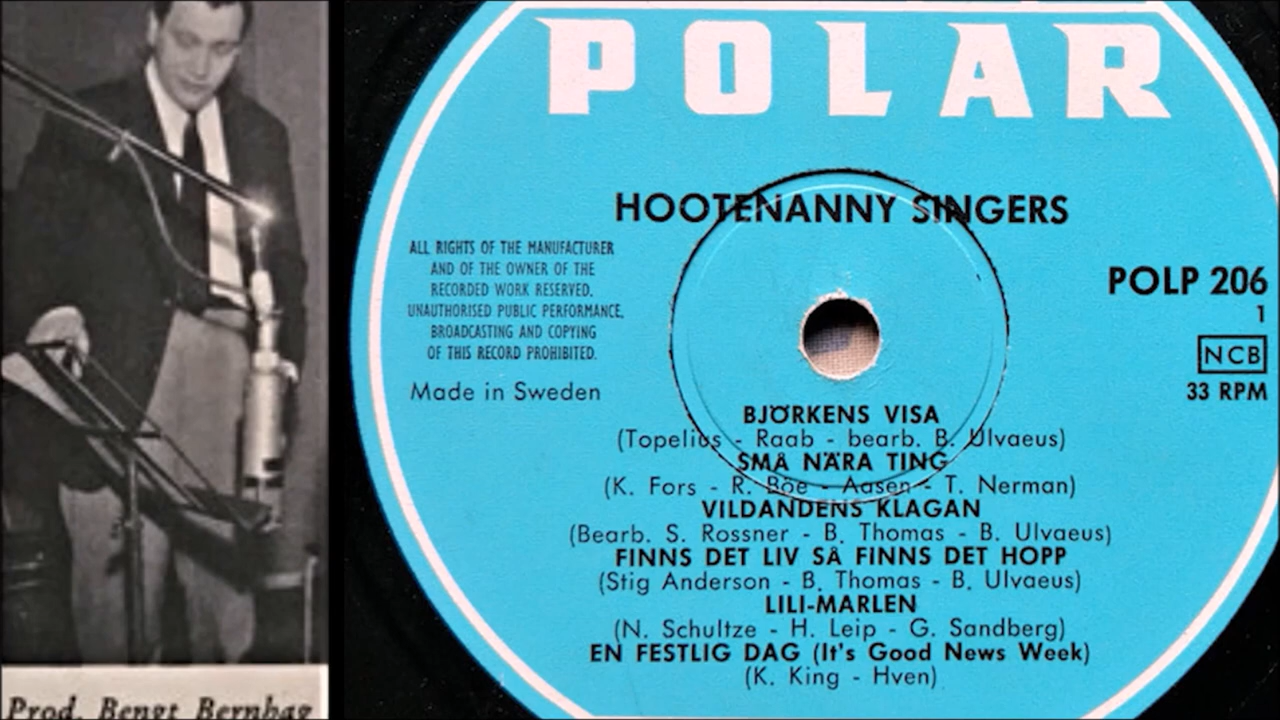 POLAR
HOOTENANNY SINGERS
ALL RIGHTS OF THE MANUFACTURER
AND OF THE OWNER OF THE
RECORDED WORK RESERVED.
UNAUTHORISED PUBLIC PERFORMANCE,
BROADCASTING AND COPYING
OF THIS RECORD PROHIBITED.
Made in Sweden
POLP 206
1
NCB
33 RPM
BJÖRKENS VISA
(Topelius - Raab - bearb. B. Ulvaeus)
SMÅ NÄRA TING
(K. Fors - R. Böe - Aasen - T. Nerman)
VILDANDENS KLAGAN
(Bearb. S. Rossner - B. Thomas - B. Ulvaeus)
FINNS DET LIV SÅ FINNS DET HOPP
(Stig Anderson - B. Thomas - B. Ulvaeus)
LILI-MARLEN
(N. Schultze - H. Leip - G. Sandberg)
EN FESTLIG DAG (It's Good News Week)
(K. King - Hven)
Prod. Bengt Bernhag